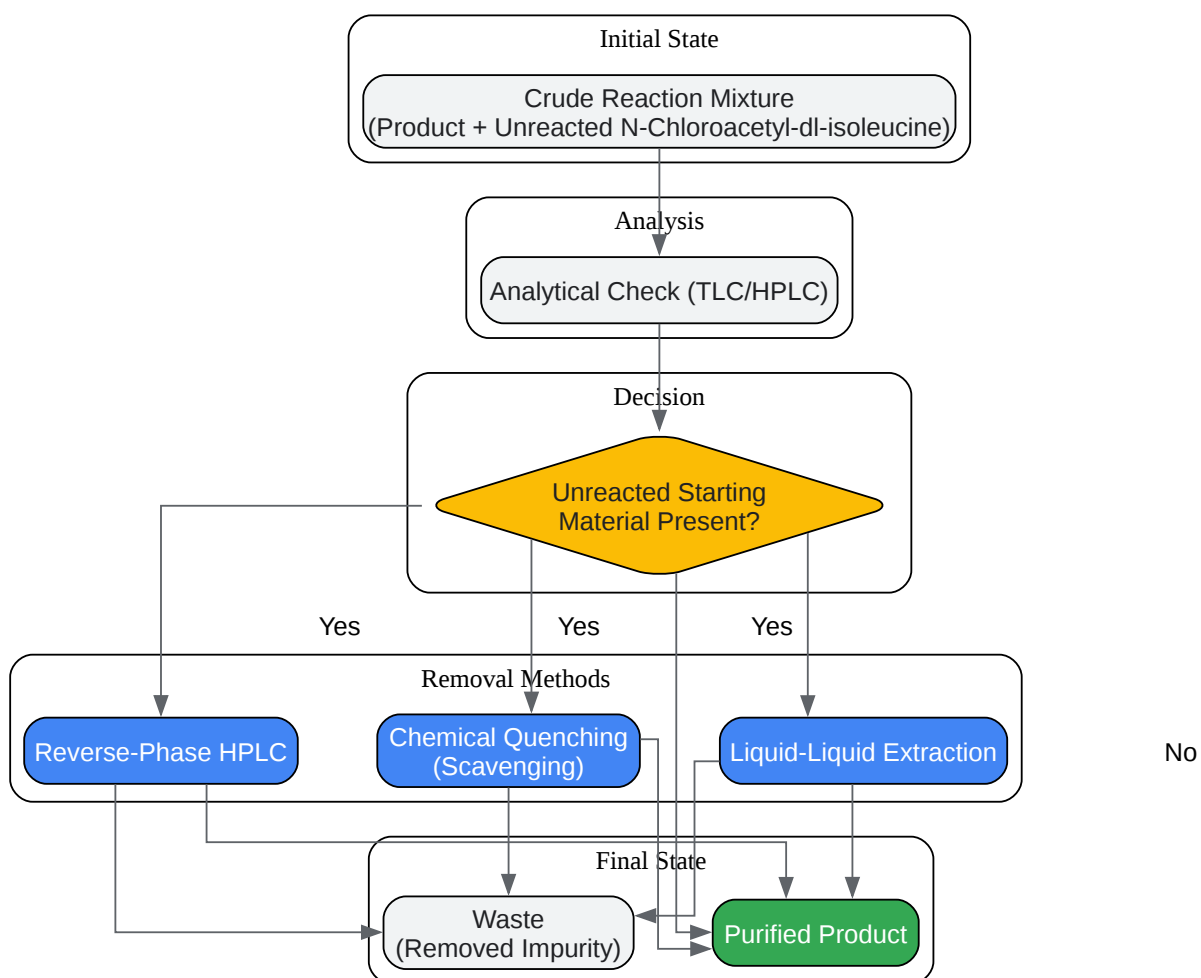 Initial State
Crude Reaction Mixture
(Product + Unreacted N-Chloroacetyl-dl-isoleucine)
Analysis
Analytical Check (TLC/HPLC)
Decision
Unreacted Starting
Material Present?
Yes
Yes
Yes
Removal Methods
Reverse-Phase HPLC
Chemical Quenching
(Scavenging)
Liquid-Liquid Extraction
No
Final State
Waste
(Removed Impurity)
Purified Product